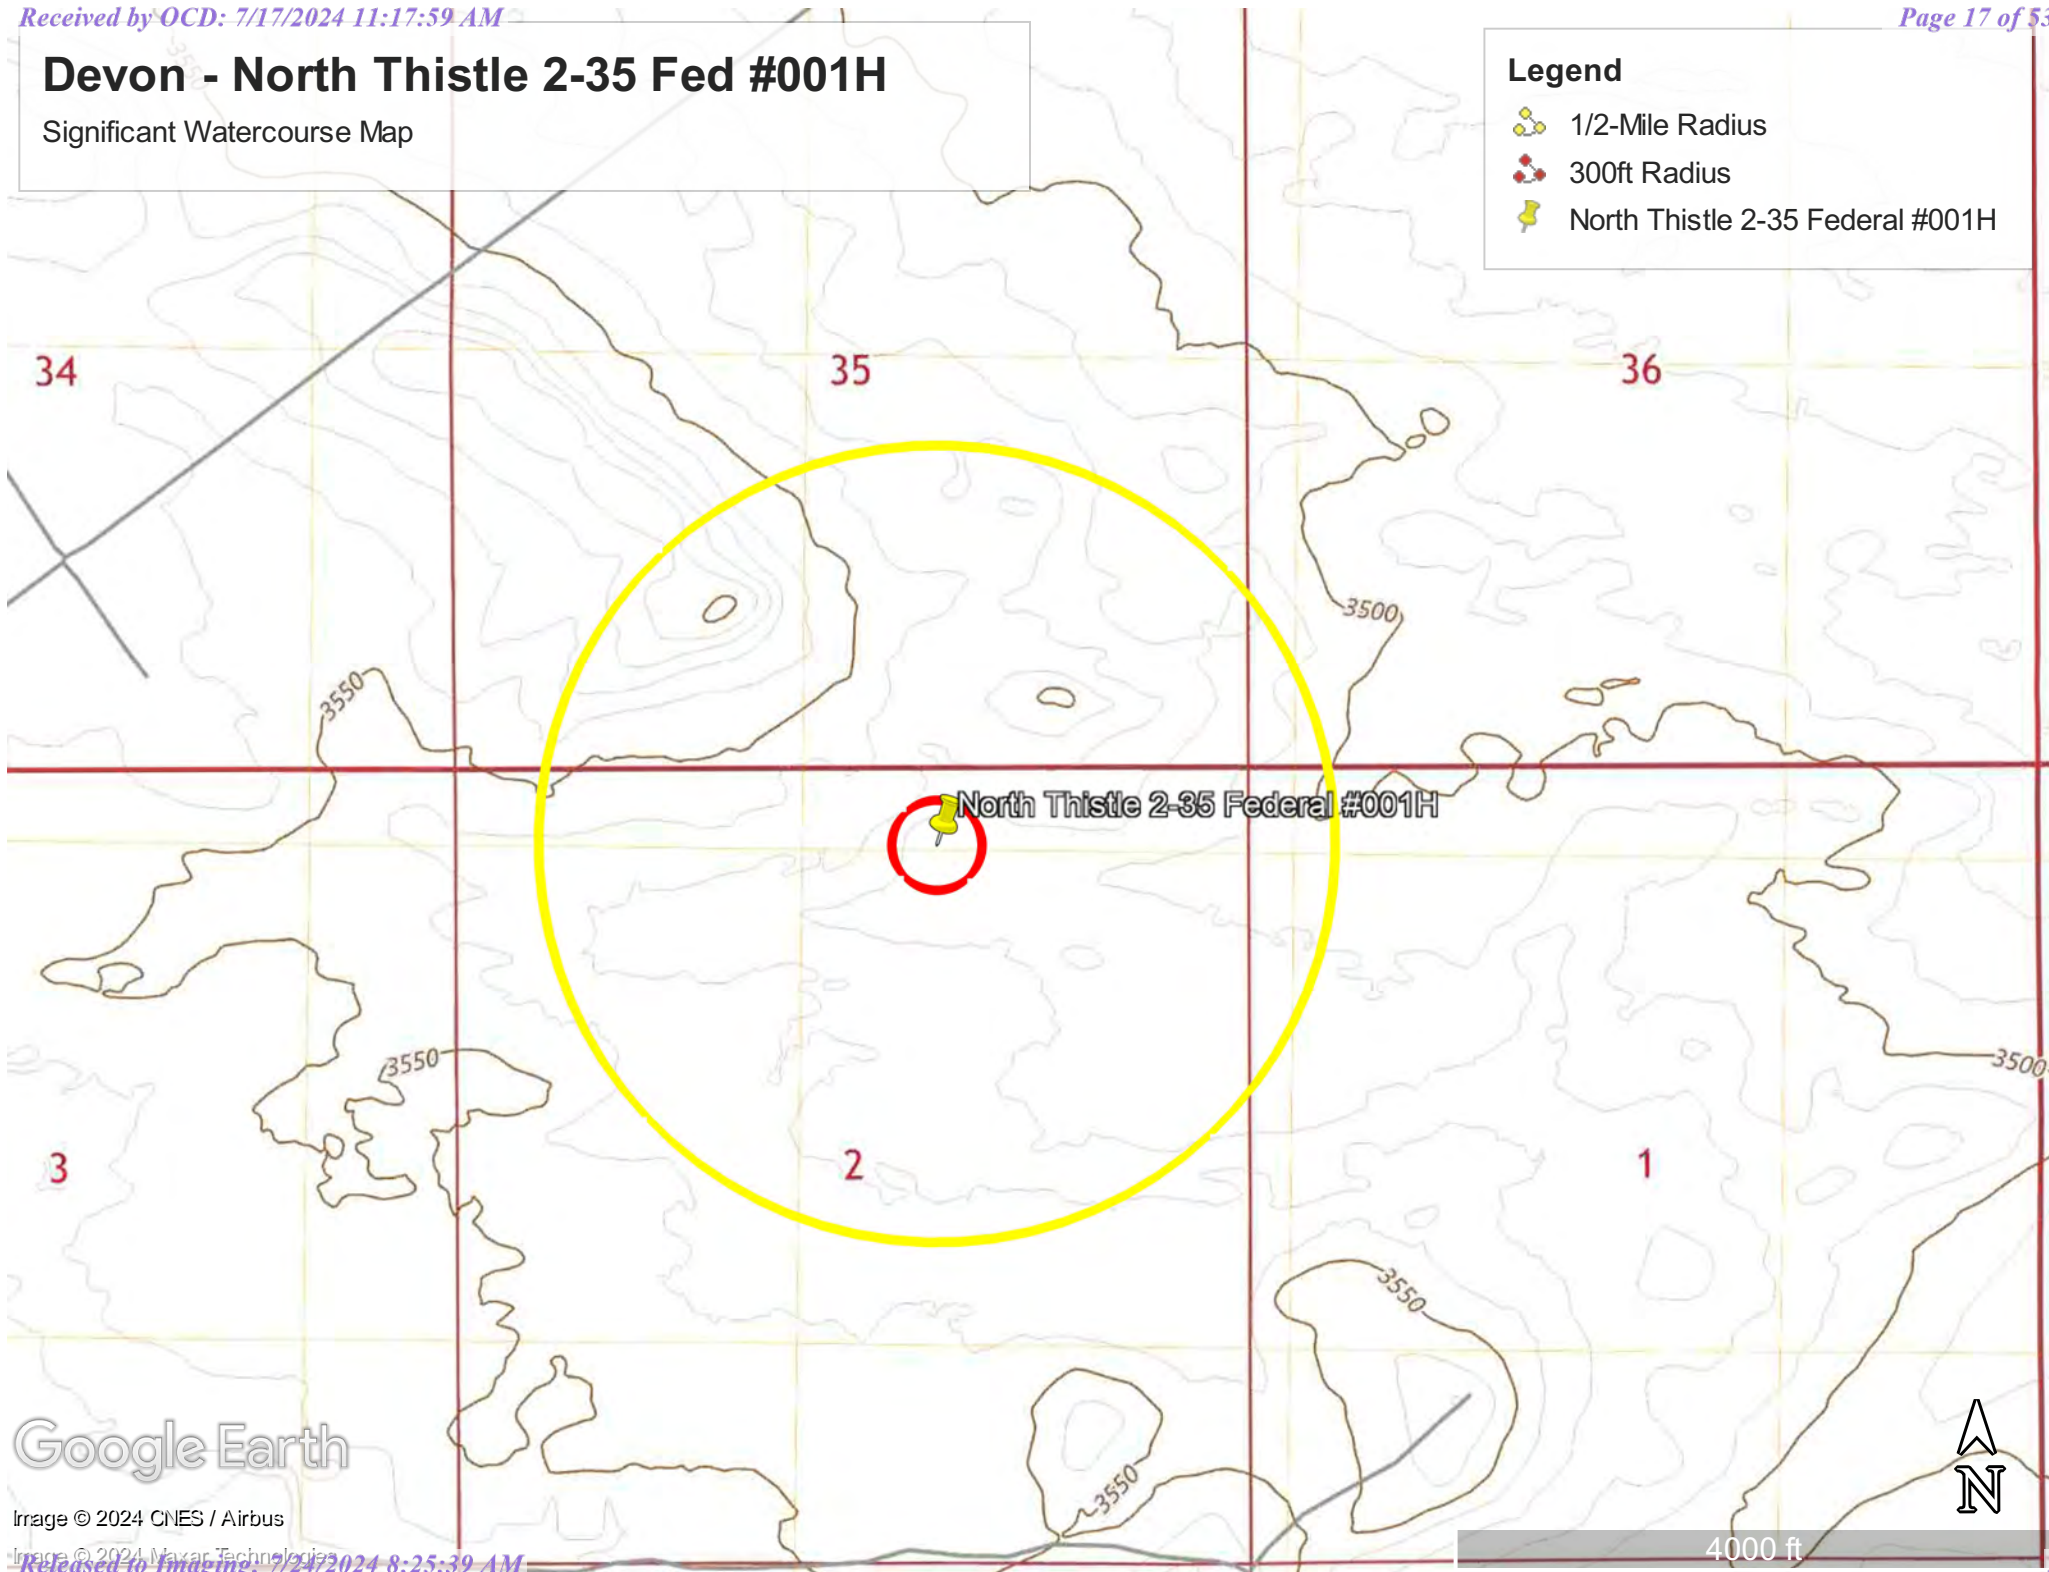 Received by OCD: 7/17/2024 11:17:59 AM
Page 17 of 53
Devon - North Thistle 2-35 Fed #001H
Significant Watercourse Map
Legend
1/2-Mile Radius
300ft Radius
North Thistle 2-35 Federal #001H
3550
34
35
36
3500
3550
North Thistle 2-35 Federal #001H
3550
3500
3
2
1
3550
3550
N
Google Earth
Image © 2024 CNES / Airbus
Image © 2024 Maxar Technologies
4000 ft
Released to Imaging: 7/24/2024 8:25:39 AM